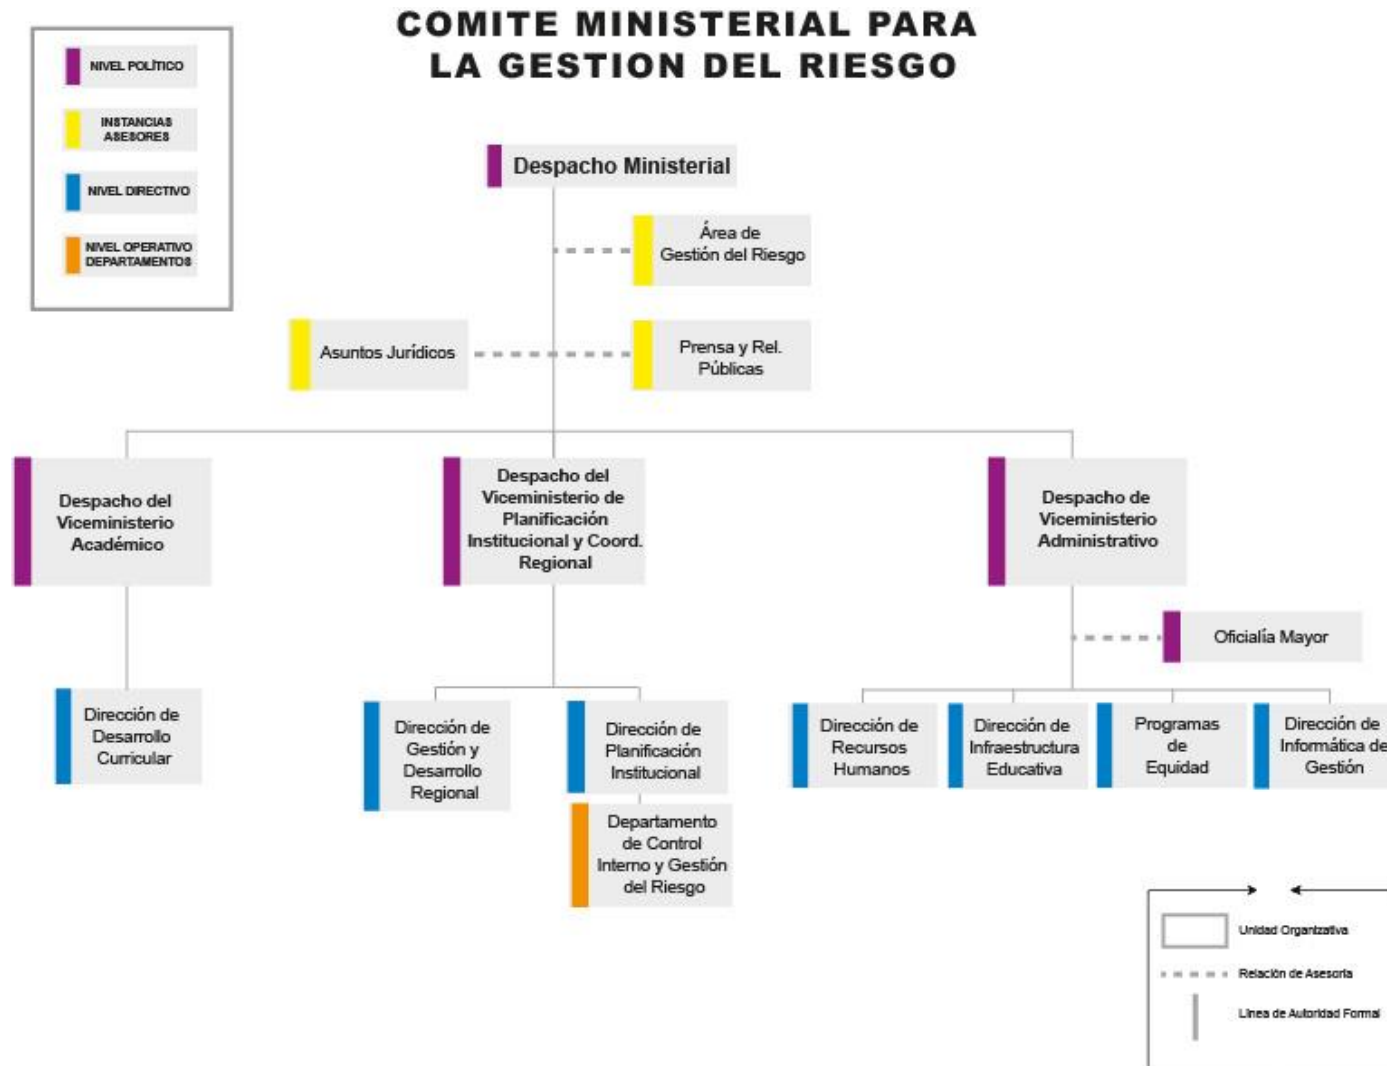 COMITE MINISTERIAL PARA
LA GESTION DEL RIESGO
NIVEL POLÍTICO
INSTANCIAS
ASESORES
NIVEL DIRECTIVO
NIVEL OPERATIVO
DEPARTAMENTOS
Despacho Ministerial
Área de
Gestión del Riesgo
Asuntos Jurídicos
Prensa y Rel.
Públicas
Despacho del
Viceministerio
Académico
Despacho del
Viceministerio de
Planificación
Institucional y Coord.
Regional
Despacho de
Viceministerio
Administrativo
Oficialía Mayor
Dirección de
Desarrollo
Curricular
Dirección de
Gestión y
Desarrollo
Regional
Dirección de
Planificación
Institucional
Departamento
de Control
Interno y Gestión
del Riesgo
Dirección de
Recursos
Humanos
Dirección de
Infraestructura
Educativa
Programas
de
Equidad
Dirección de
Informática de
Gestión
Unidad Organizativa
Relación de Asesoría
Línea de Autoridad Formal